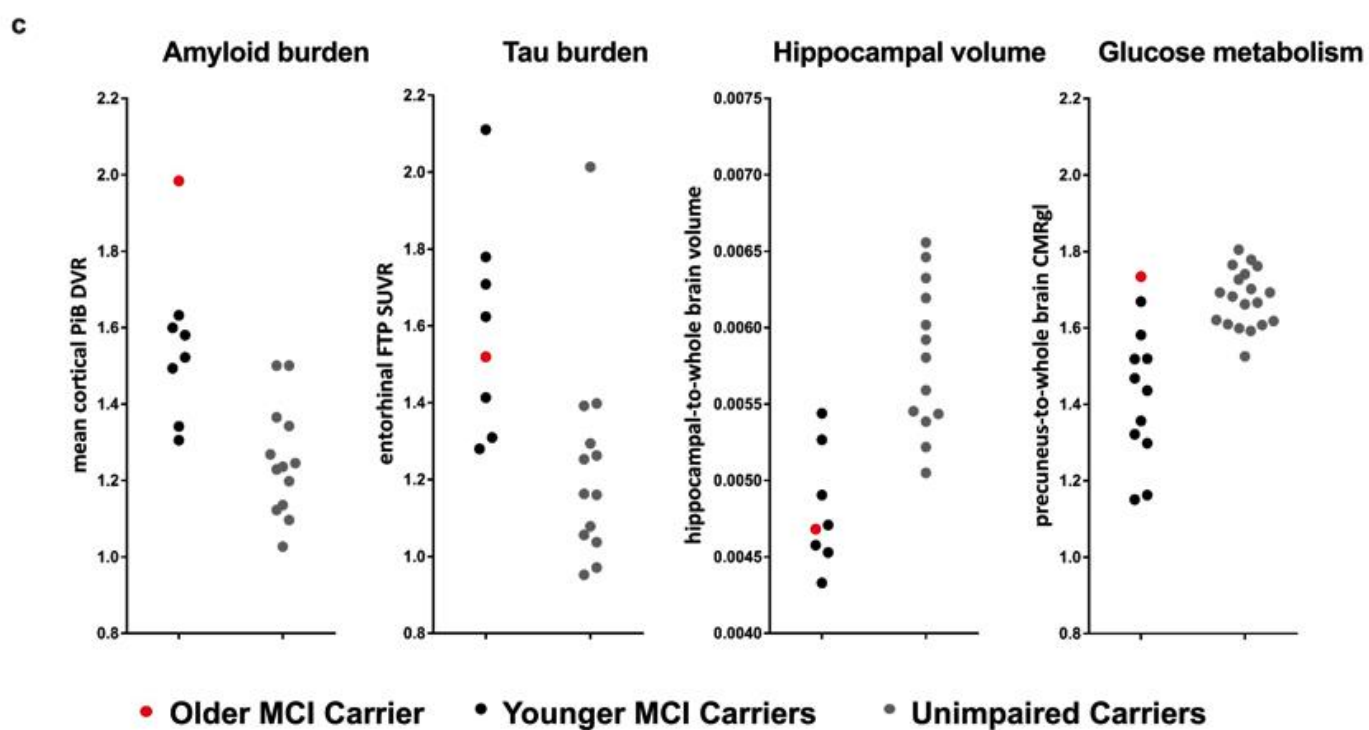 c
Amyloid burden
mean cortical PiB DVR
2.2
2.0
1.8
1.6
1.4
1.2
1.0
0.8
Tau burden
entorhinal FTP SUVR
2.2
2.0
1.8
1.6
1.4
1.2
1.0
0.8
Hippocampal volume
hippocampal-to-whole brain volume
0.0075
0.0070
0.0065
0.0060
0.0055
0.0050
0.0045
0.0040
Glucose metabolism
precuneus-to-whole brain CMRgl
2.2
2.0
1.8
1.6
1.4
1.2
1.0
0.8
Older MCI Carrier
Younger MCI Carriers
Unimpaired Carriers